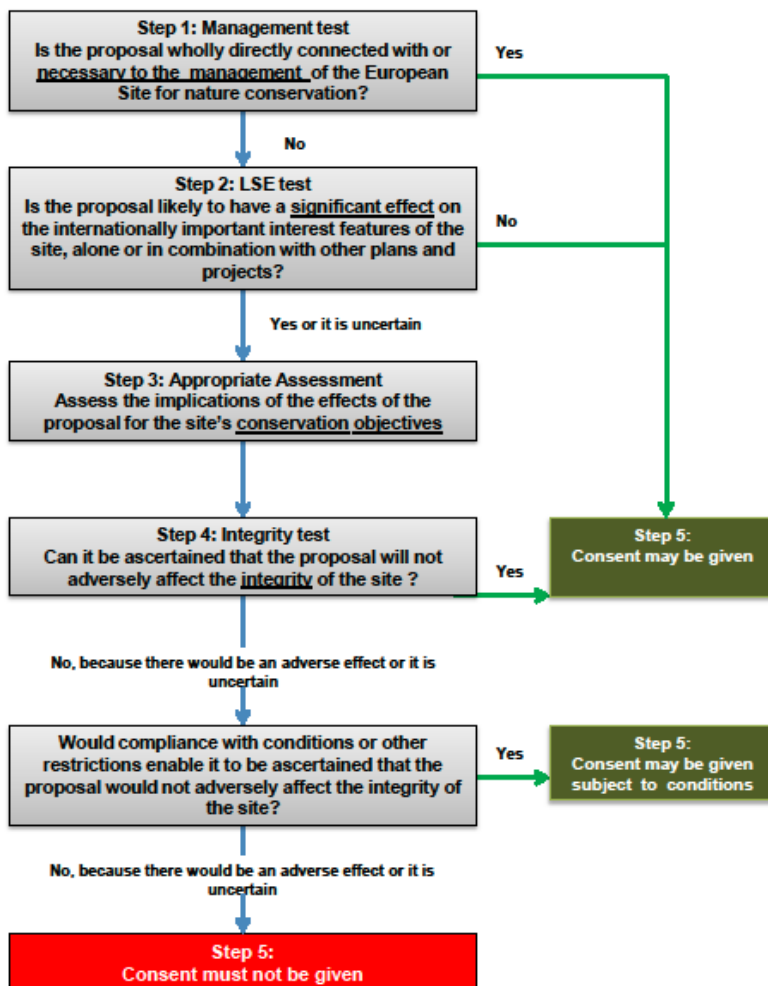 Step 1: Management test
Is the proposal wholly directly connected with or
necessary to the management of the European
Site for nature conservation?
Yes
No
Step 2: LSE test
Is the proposal likely to have a significant effect on
the internationally important interest features of the
site, alone or in combination with other plans and
projects?
No
Yes or it is uncertain
Step 3: Appropriate Assessment
Assess the implications of the effects of the
proposal for the site's conservation objectives
Step 4: Integrity test
Can it be ascertained that the proposal will not
adversely affect the integrity of the site ?
Yes
Step 5:
Consent may be given
No, because there would be an adverse effect or it is
uncertain
Would compliance with conditions or other
restrictions enable it to be ascertained that the
proposal would not adversely affect the integrity of
the site?
Yes
Step 5:
Consent may be given
subject to conditions
No, because there would be an adverse effect or it is
uncertain
Step 5:
Consent must not be given